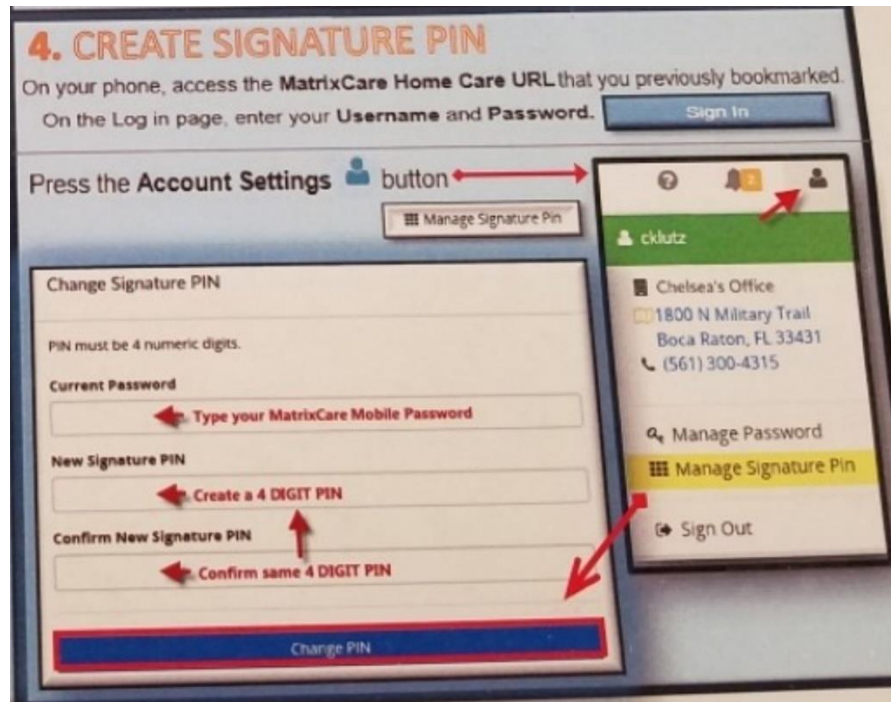 4. CREATE SIGNATURE PIN
On your phone, access the MatrixCare Home Care URL that you previously bookmarked.
On the Log in page, enter your Username and Password.
Sign In
Press the Account Settings button
Manage Signature Pin
2
cklutz
Chelsea's Office
1800 N Military Trail
Boca Raton, FL 33431
(561) 300-4315
Manage Password
Manage Signature Pin
Sign Out
Change Signature PIN
PIN must be 4 numeric digits.
Current Password
Type your MatrixCare Mobile Password
New Signature PIN
Create a 4 DIGIT PIN
Confirm New Signature PIN
Confirm same 4 DIGIT PIN
Change PIN